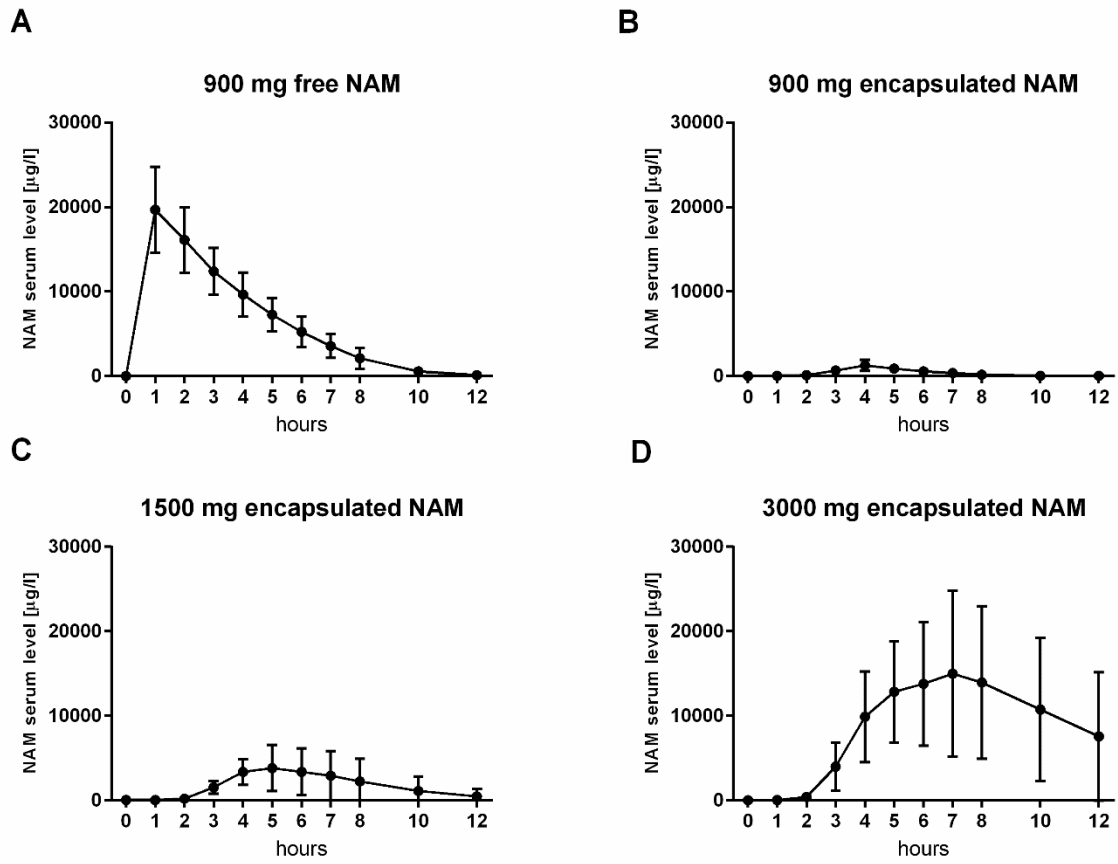 A
900 mg free NAM
NAM serum level [µg/l]
30000
20000
10000
0
0 1 2 3 4 5 6 7 8 10 12
hours
B
900 mg encapsulated NAM
NAM serum level [µg/l]
30000
20000
10000
0
0 1 2 3 4 5 6 7 8 10 12
hours
C
1500 mg encapsulated NAM
NAM serum level [µg/l]
30000
20000
10000
0
0 1 2 3 4 5 6 7 8 10 12
hours
D
3000 mg encapsulated NAM
NAM serum level [µg/l]
30000
20000
10000
0
0 1 2 3 4 5 6 7 8 10 12
hours